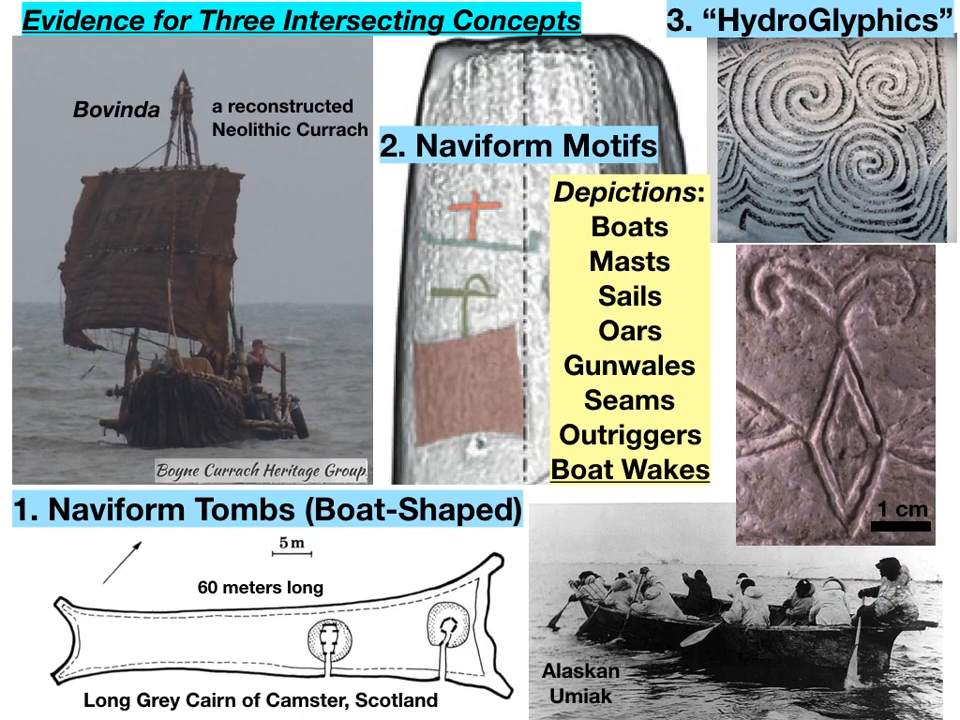 Evidence for Three Intersecting Concepts
3. “HydroGlyphics”
Bovinda
a reconstructed
Neolithic Currach
2. Naviform Motifs
Depictions:
Boats
Masts
Sails
Oars
Gunwales
Seams
Outriggers
Boat Wakes
Boyne Currach Heritage Group
1 cm
1. Naviform Tombs (Boat-Shaped)
5 m
60 meters long
Long Grey Cairn of Camster, Scotland
Alaskan
Umiak